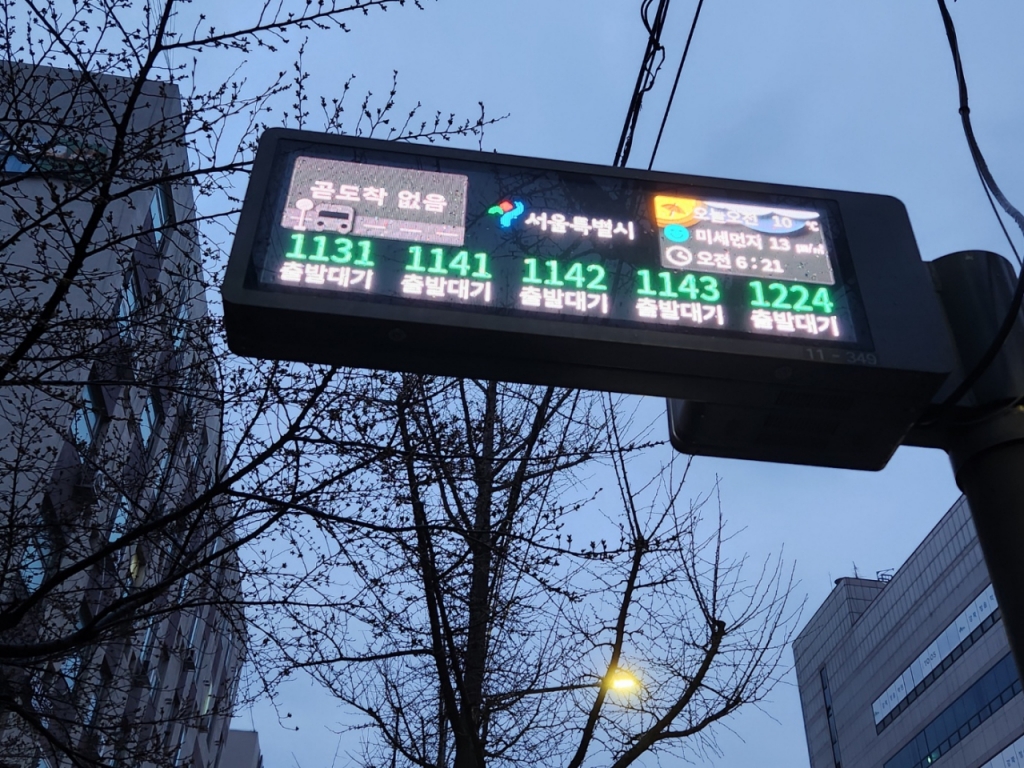 곧도착 없음
서울특별시
오늘오전 10 ℃
미세먼지 13 ㎍/㎥
오전 6:21
1131 1141 1142 1143 1224
출발대기 출발대기 출발대기 출발대기 출발대기
11 - 349